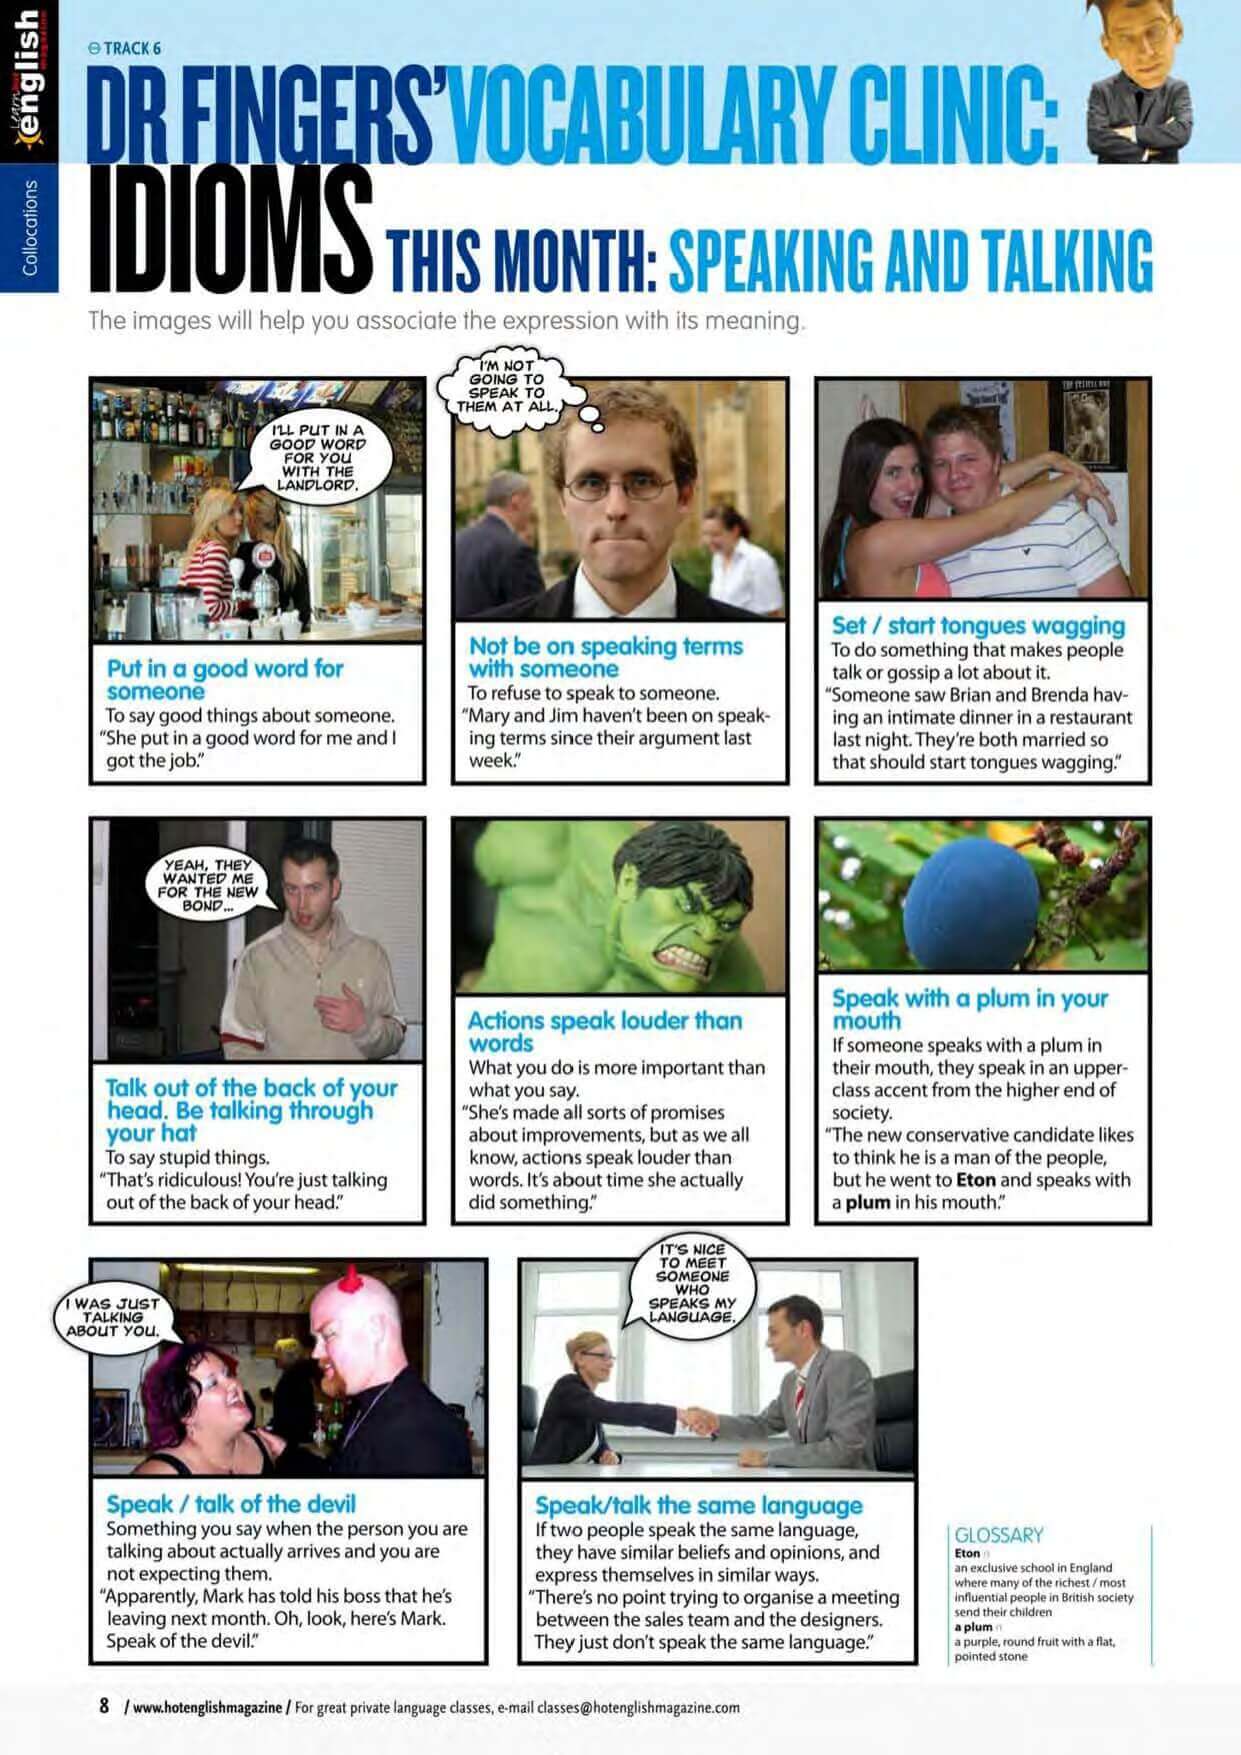 Learn hot
english
magazine
Collocations
TRACK 6
DR FINGERS' VOCABULARY CLINIC:
IDIOMS THIS MONTH: SPEAKING AND TALKING
The images will help you associate the expression with its meaning.
I'LL PUT IN A
GOOD WORD
FOR YOU
WITH THE
LANDLORD.
Put in a good word for
someone
To say good things about someone.
"She put in a good word for me and I
got the job."
I'M NOT
GOING TO
SPEAK TO
THEM AT ALL.
Not be on speaking terms
with someone
To refuse to speak to someone.
"Mary and Jim haven't been on speak-
ing terms since their argument last
week."
Set / start tongues wagging
To do something that makes people
talk or gossip a lot about it.
"Someone saw Brian and Brenda hav-
ing an intimate dinner in a restaurant
last night. They're both married so
that should start tongues wagging."
YEAH, THEY
WANTED ME
FOR THE NEW
BOND...
Talk out of the back of your
head. Be talking through
your hat
To say stupid things.
"That's ridiculous! You're just talking
out of the back of your head."
Actions speak louder than
words
What you do is more important than
what you say.
"She's made all sorts of promises
about improvements, but as we all
know, actions speak louder than
words. It's about time she actually
did something."
Speak with a plum in your
mouth
If someone speaks with a plum in
their mouth, they speak in an upper-
class accent from the higher end of
society.
"The new conservative candidate likes
to think he is a man of the people,
but he went to Eton and speaks with
a plum in his mouth."
I WAS JUST
TALKING
ABOUT YOU.
Speak / talk of the devil
Something you say when the person you are
talking about actually arrives and you are
not expecting them.
"Apparently, Mark has told his boss that he's
leaving next month. Oh, look, here's Mark.
Speak of the devil."
IT'S NICE
TO MEET
SOMEONE
WHO
SPEAKS MY
LANGUAGE.
Speak/talk the same language
If two people speak the same language,
they have similar beliefs and opinions, and
express themselves in similar ways.
"There's no point trying to organise a meeting
between the sales team and the designers.
They just don't speak the same language."
GLOSSARY
Eton n
an exclusive school in England
where many of the richest / most
influential people in British society
send their children
a plum n
a purple, round fruit with a flat,
pointed stone
8 / www.hotenglishmagazine / For great private language classes, e-mail classes@hotenglishmagazine.com